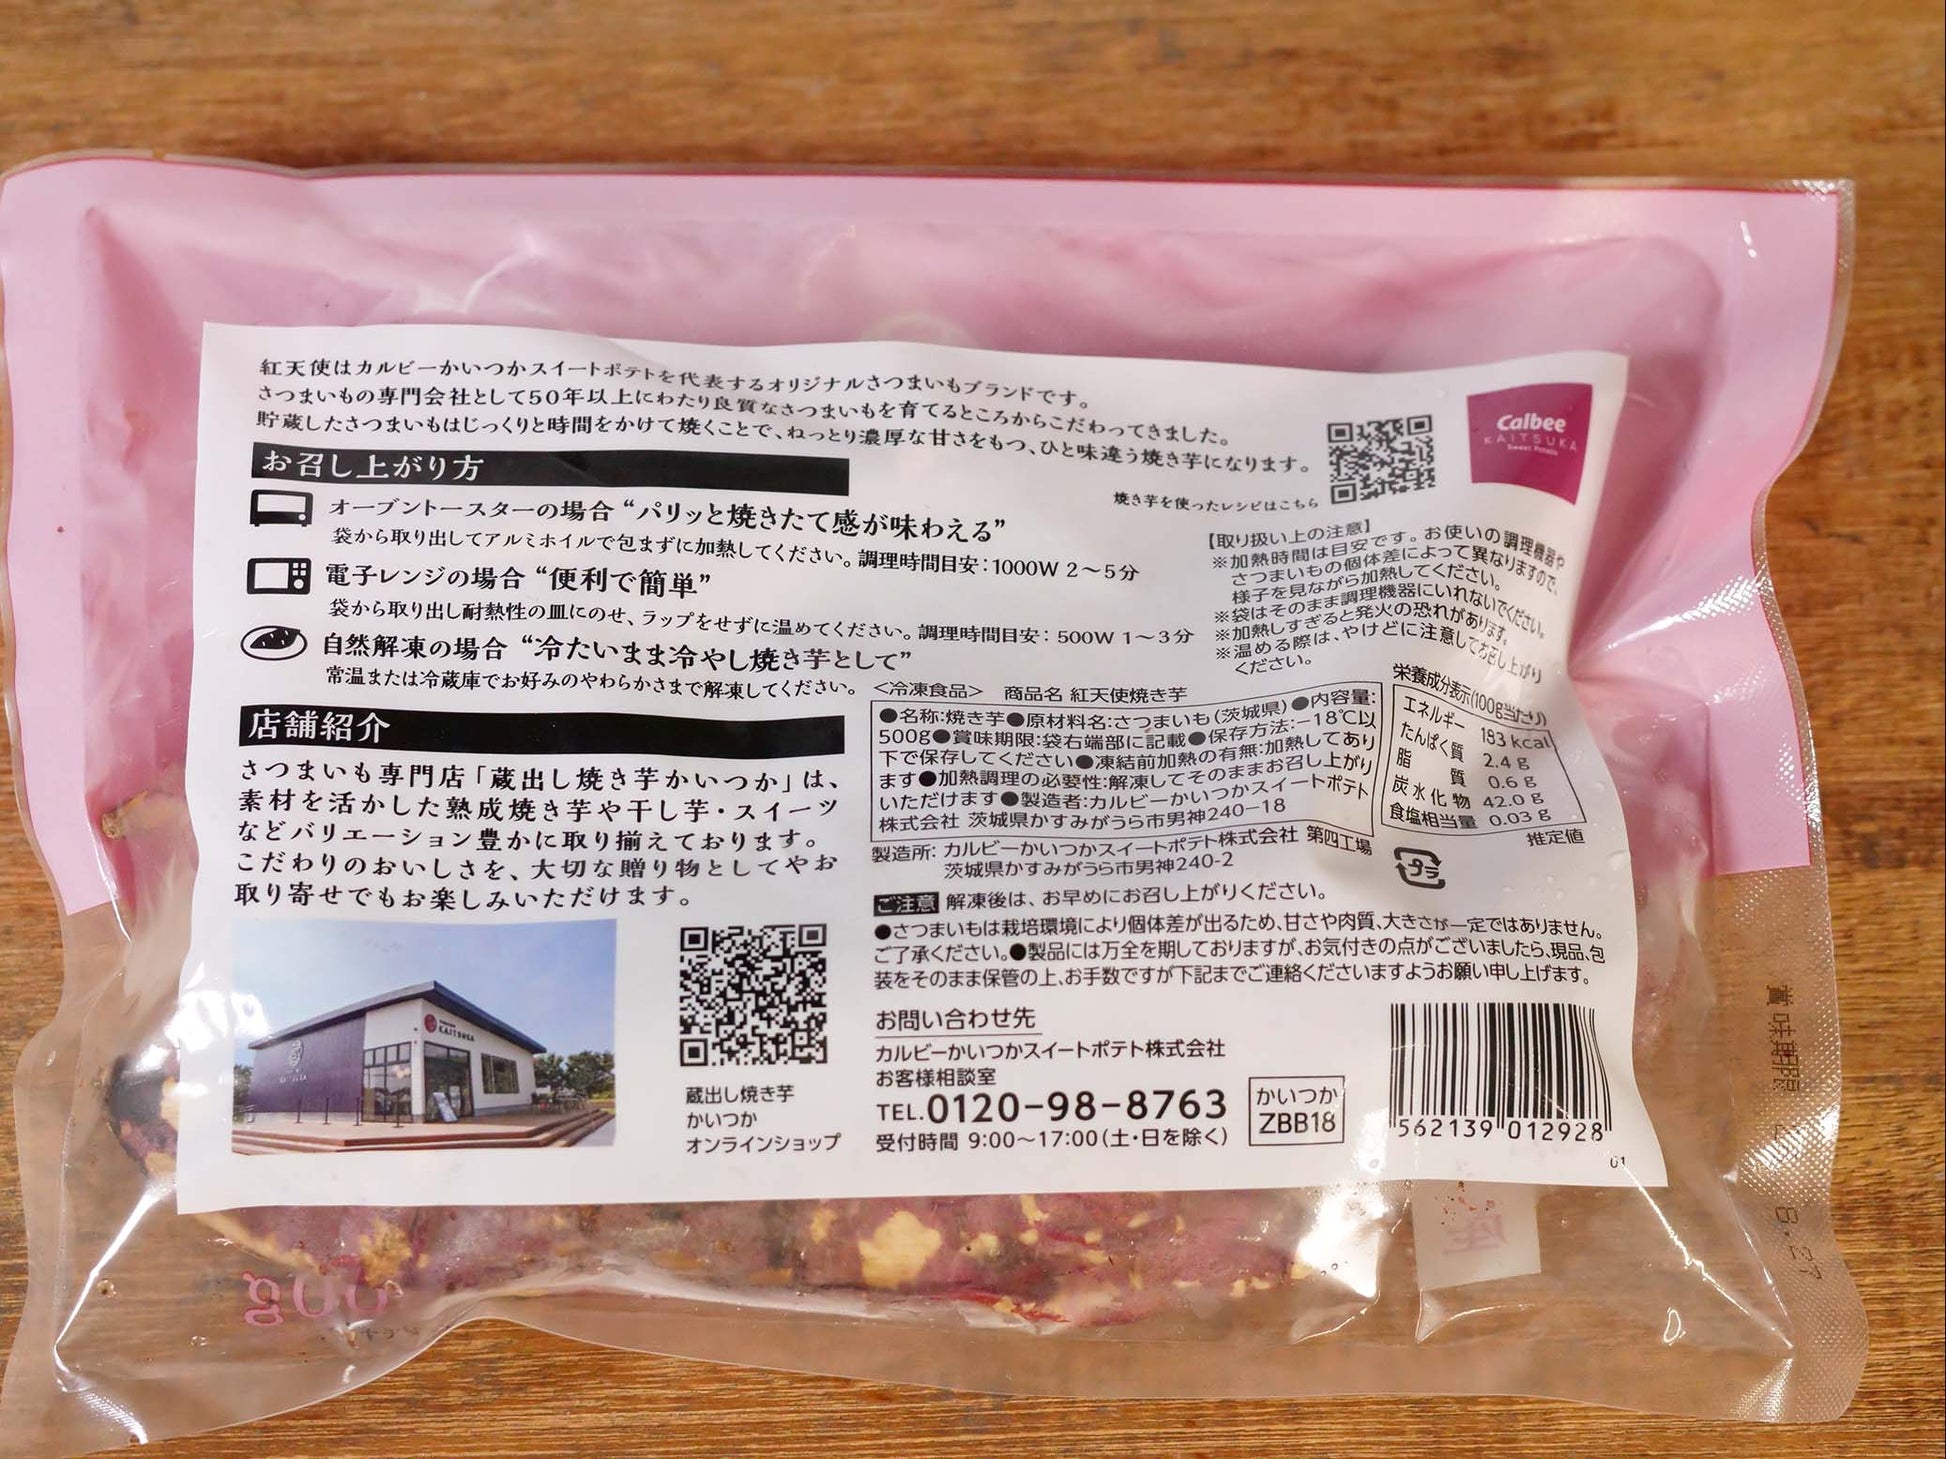 紅天使はカルビーかいつかスイートポテトを代表するオリジナルさつまいもブランドです。
さつまいもの専門会社として50年以上にわたり良質なさつまいもを育てるところからこだわってきました。
貯蔵したさつまいもはじっくりと時間をかけて焼くことで、ねっとり濃厚な甘さをもつ、ひと味違う焼き芋になります。
焼き芋を使ったレシピはこちら
Calbee
KAITSUKA
Sweet Potato
お召し上がり方
オーブントースターの場合“パリッと焼きたて感が味わえる”
袋から取り出してアルミホイルで包まずに加熱してください。調理時間目安:1000W 2～5分
電子レンジの場合“便利で簡単”
袋から取り出し耐熱性の皿にのせ、ラップをせずに温めてください。調理時間目安: 500W 1～3分
自然解凍の場合“冷たいまま冷やし焼き芋として”
常温または冷蔵庫でお好みのやわらかさまで解凍してください。
【取り扱い上の注意】
※加熱時間は目安です。お使いの調理機器や
さつまいもの個体差によって異なりますので、
様子を見ながら加熱してください。
※袋はそのまま調理機器にいれないでください。
※加熱しすぎると発火の恐れがあります。
※温める際は、やけどに注意してお召し上がり
ください。
店舗紹介
さつまいも専門店「蔵出し焼き芋かいつか」は、
素材を活かした熟成焼き芋や干し芋・スイーツ
などバリエーション豊かに取り揃えております。
こだわりのおいしさを、大切な贈り物としてやお
取り寄せでもお楽しみいただけます。
KAITSUKA
蔵出し焼き芋
かいつか
オンラインショップ
<冷凍食品> 商品名 紅天使焼き芋
●名称:焼き芋●原材料名:さつまいも(茨城県)●内容量:
500g●賞味期限:袋右端部に記載●保存方法:−18℃以
下で保存してください●凍結前加熱の有無:加熱してあり
ます●加熱調理の必要性:解凍してそのままお召し上がり
いただけます●製造者:カルビーかいつかスイートポテト
株式会社 茨城県かすみがうら市男神240−18
製造所: カルビーかいつかスイートポテト株式会社 第四工場
茨城県かすみがうら市男神240-2
栄養成分表示(100g当たり)
エネルギー 183 kcal
たんぱく質 2.4 g
脂質 0.6 g
炭水化物 42.0 g
食塩相当量 0.03 g
推定値
プラ
ご注意 解凍後は、お早めにお召し上がりください。
●さつまいもは栽培環境により個体差が出るため、甘さや肉質、大きさが一定ではありません。
ご了承ください。●製品には万全を期しておりますが、お気付きの点がございましたら、現品、包
装をそのまま保管の上、お手数ですが下記までご連絡くださいますようお願い申し上げます。
お問い合わせ先
カルビーかいつかスイートポテト株式会社
お客様相談室
TEL.0120−98−8763
受付時間 9:00～17:00(土・日を除く)
かいつか
ZBB18
562139 012928
01
賞味期限
8.27